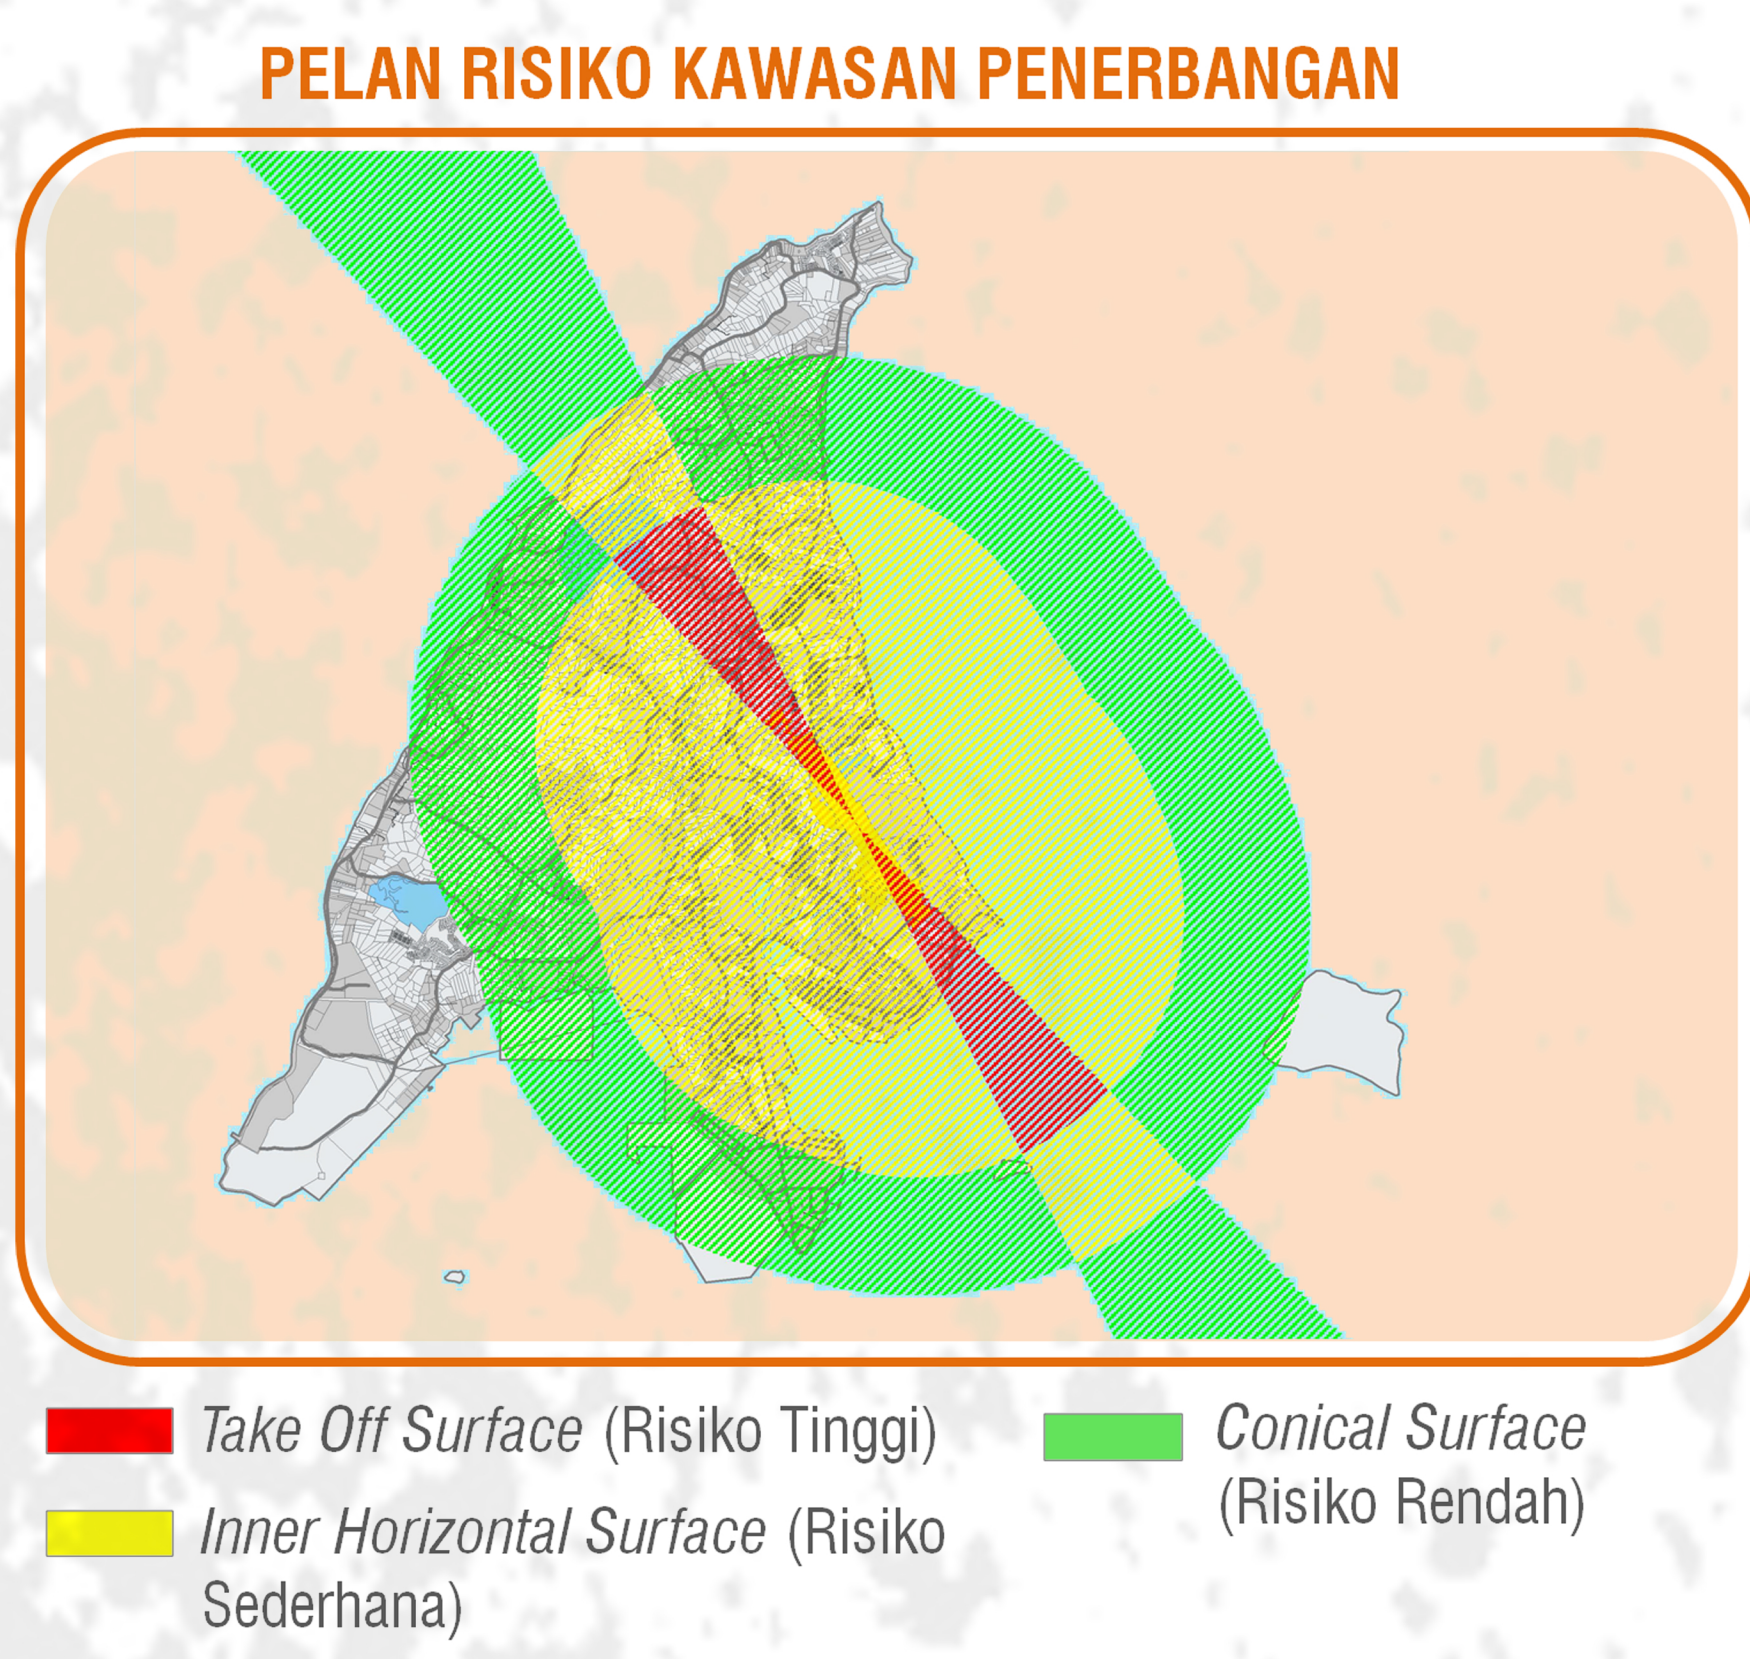 PELAN RISIKO KAWASAN PENERBANGAN
Take Off Surface (Risiko Tinggi)
Inner Horizontal Surface (Risiko
Sederhana)
Conical Surface
(Risiko Rendah)